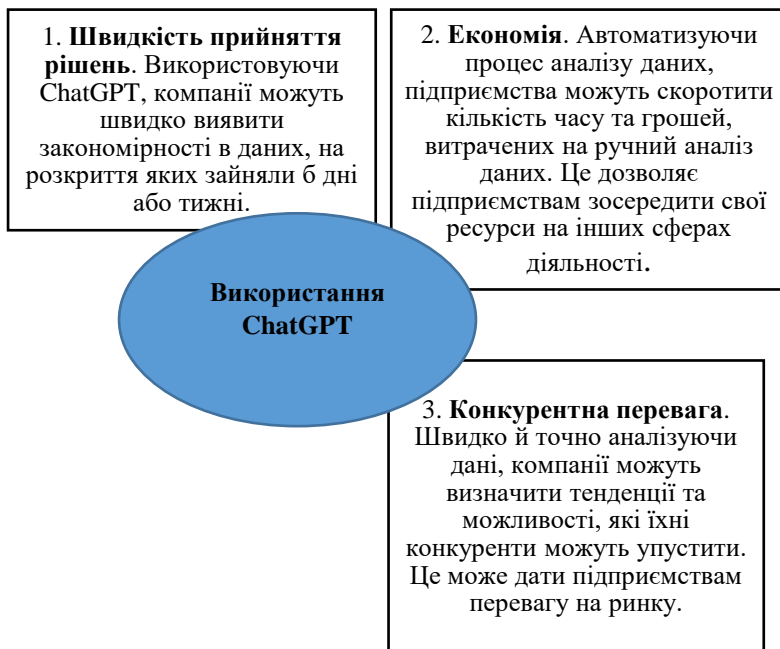 1. Швидкість прийняття
рішень. Використовуючи
ChatGPT, компанії можуть
швидко виявити
закономірності в даних, на
розкриття яких зайняли б дні
або тижні.
2. Економія. Автоматизуючи
процес аналізу даних,
підприємства можуть скоротити
кількість часу та грошей,
витрачених на ручний аналіз
даних. Це дозволяє
підприємствам зосередити свої
ресурси на інших сферах
діяльності.
Використання
ChatGPT
3. Конкурентна перевага.
Швидко й точно аналізуючи
дані, компанії можуть
визначити тенденції та
можливості, які їхні
конкуренти можуть упустити.
Це може дати підприємствам
перевагу на ринку.